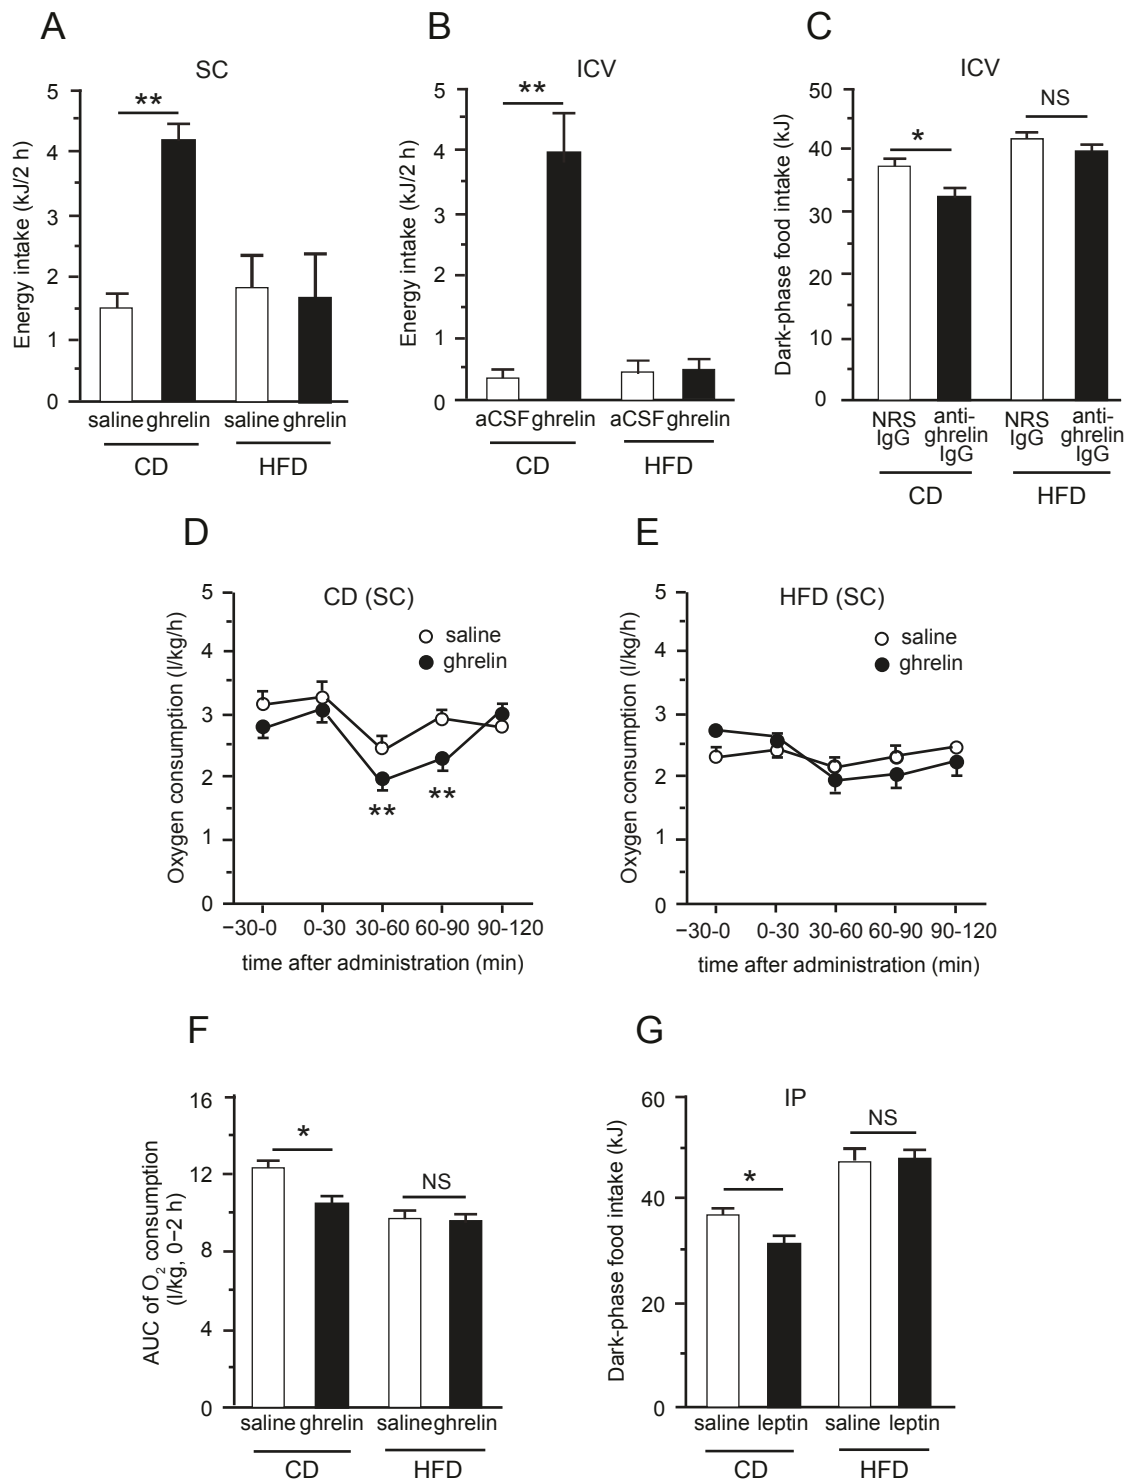 A
B
C
SC
ICV
ICV
Energy intake (kJ/2 h)
5
4
3
2
1
0
**
saline ghrelin saline ghrelin
CD HFD
Energy intake (kJ/2 h)
5
4
3
2
1
0
**
aCSF ghrelin aCSF ghrelin
CD HFD
Dark-phase food intake (kJ)
50
40
30
20
10
0
*
NS
NRS IgG
anti-ghrelin IgG
NRS IgG
anti-ghrelin IgG
CD HFD
D
E
CD (SC)
saline
ghrelin
Oxygen consumption (l/kg/h)
5
4
3
2
1
0
**
**
−30-0 0-30 30-60 60-90 90-120
time after administration (min)
HFD (SC)
saline
ghrelin
Oxygen consumption (l/kg/h)
5
4
3
2
1
0
−30-0 0-30 30-60 60-90 90-120
time after administration (min)
F
G
AUC of O2 consumption
(l/kg, 0−2 h)
16
12
8
4
0
*
NS
saline ghrelin saline ghrelin
CD HFD
IP
Dark-phase food intake (kJ)
60
40
20
0
*
NS
saline leptin saline leptin
CD HFD